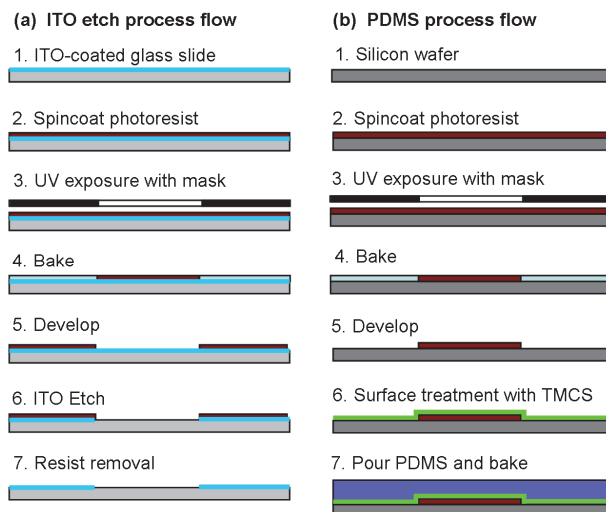 (a) ITO etch process flow
1. ITO-coated glass slide
2. Spincoat photoresist
3. UV exposure with mask
4. Bake
5. Develop
6. ITO Etch
7. Resist removal
(b) PDMS process flow
1. Silicon wafer
2. Spincoat photoresist
3. UV exposure with mask
4. Bake
5. Develop
6. Surface treatment with TMCS
7. Pour PDMS and bake